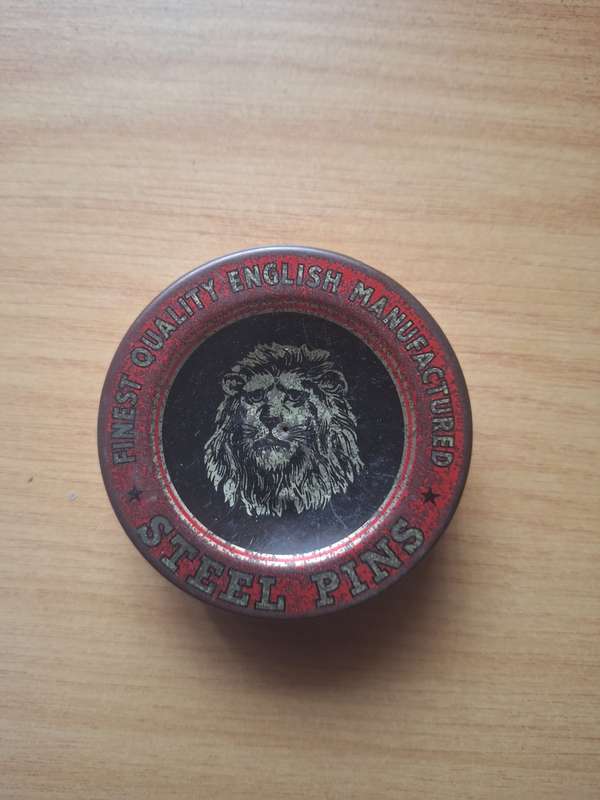 FINEST QUALITY ENGLISH MANUFACTURED
STEEL PINS